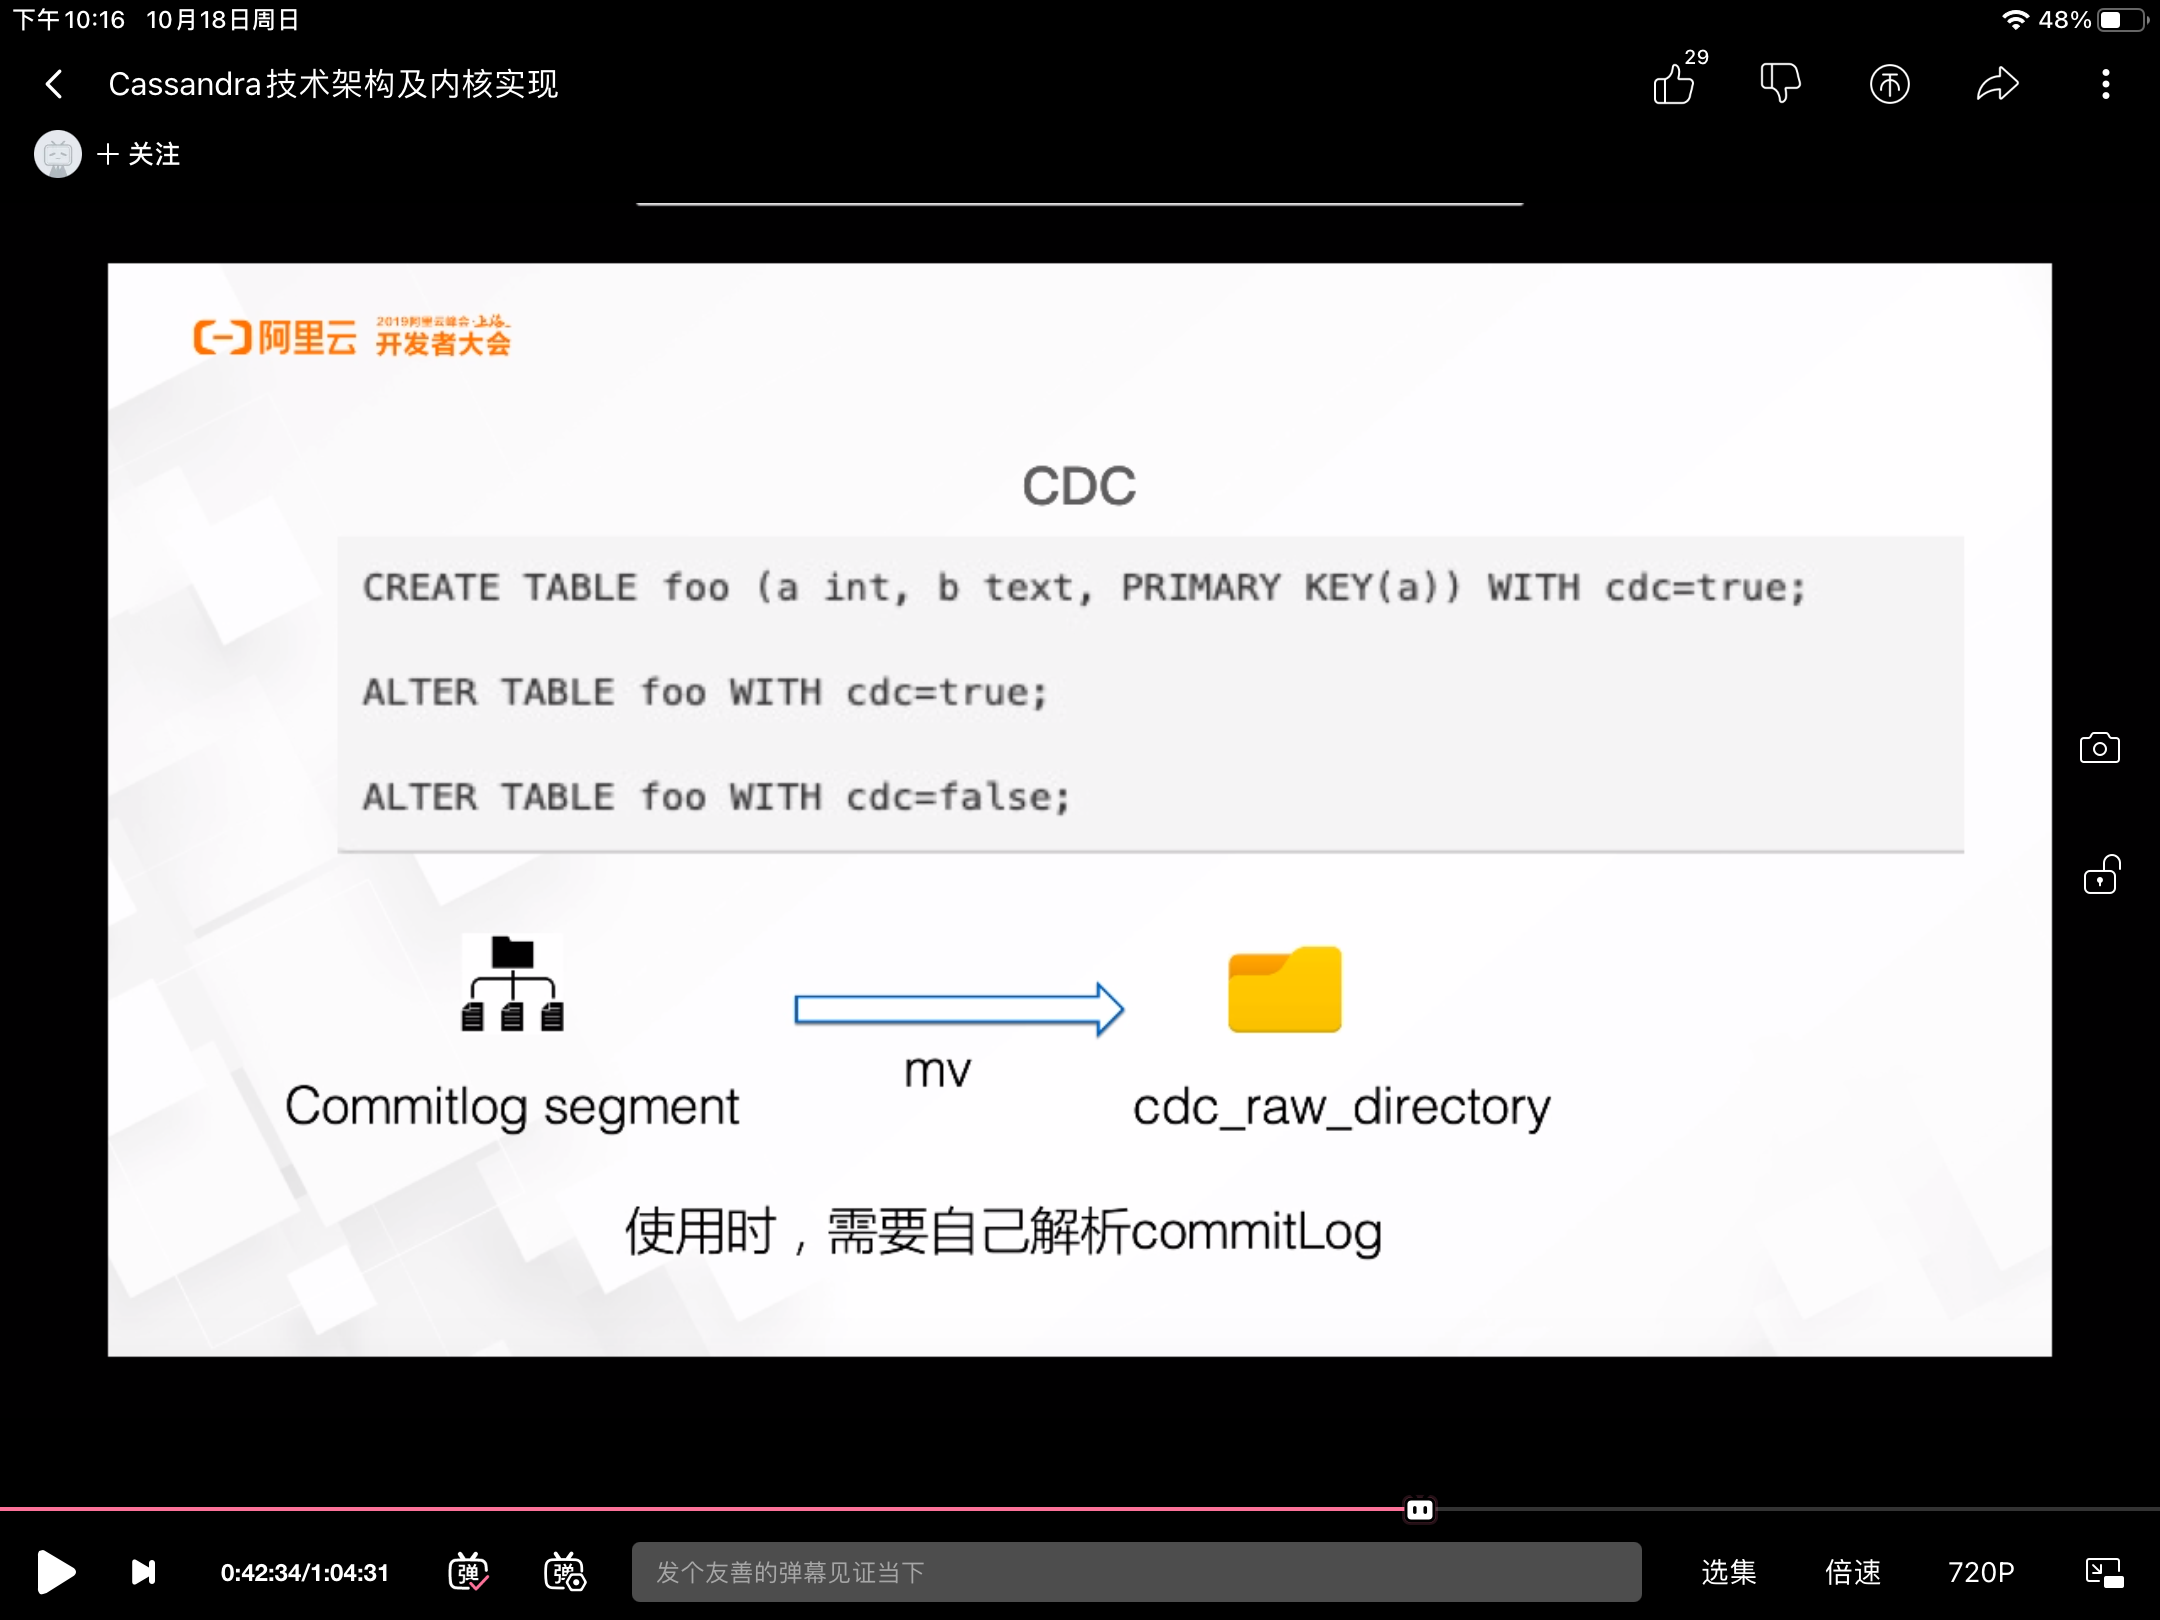 下午10:16 10月18日周日
48%
Cassandra技术架构及内核实现
29
关注
阿里云
2019阿里云峰会·上海
开发者大会
CDC
CREATE TABLE foo (a int, b text, PRIMARY KEY(a)) WITH cdc=true;
ALTER TABLE foo WITH cdc=true;
ALTER TABLE foo WITH cdc=false;
mv
Commitlog segment
cdc_raw_directory
使用时，需要自己解析commitLog
0:42:34/1:04:31
弹
弹
发个友善的弹幕见证当下
选集
倍速
720P